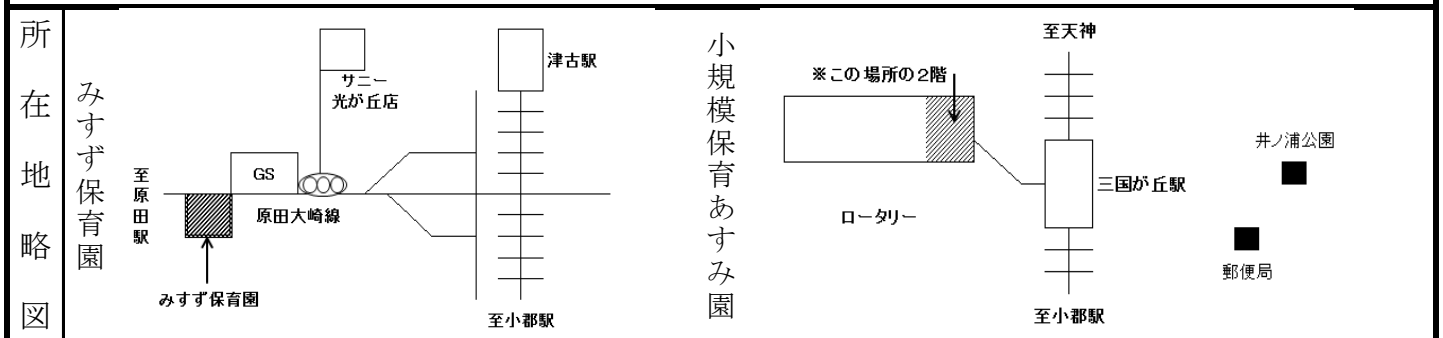 所在地略図
みすず保育園
サニー
光が丘店
津古駅
GS
至原田駅
原田大崎線
みすず保育園
至小郡駅
小規模保育あすみ園
至天神
※この場所の2階
井ノ浦公園
三国が丘駅
ロータリー
郵便局
至小郡駅